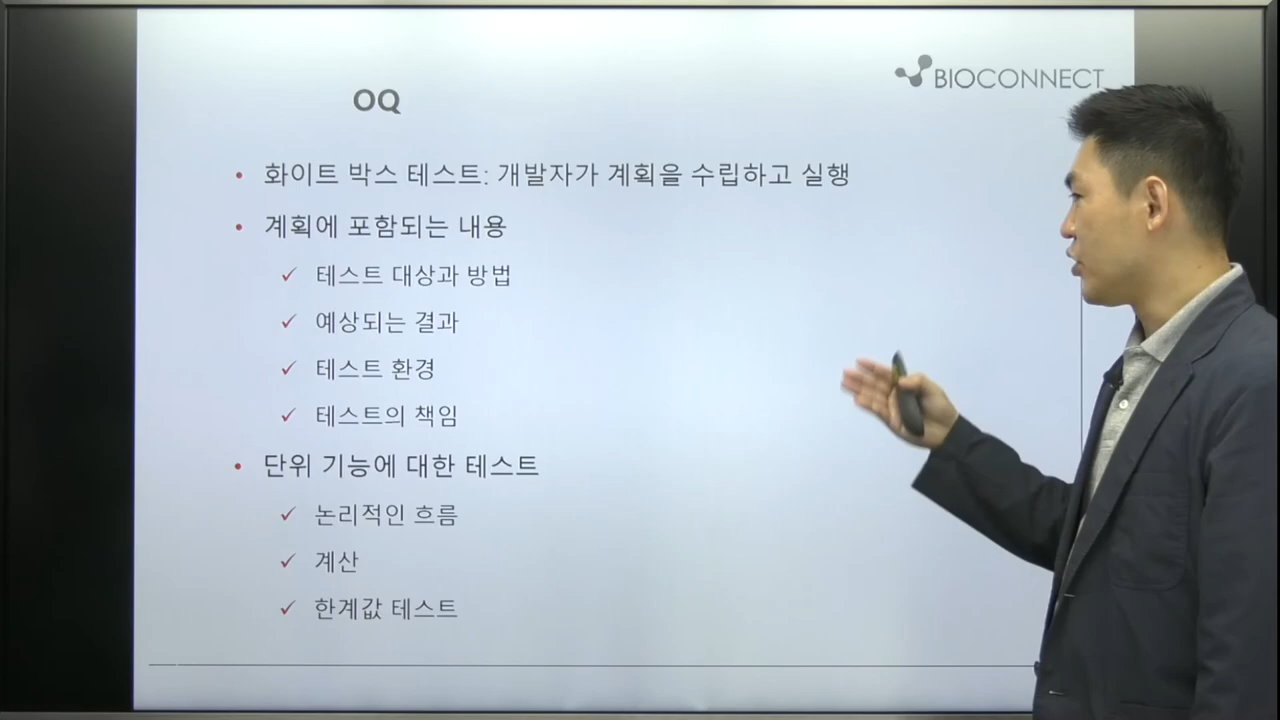 BIOCONNECT
OQ
• 화이트 박스 테스트: 개발자가 계획을 수립하고 실행
• 계획에 포함되는 내용
✓ 테스트 대상과 방법
✓ 예상되는 결과
✓ 테스트 환경
✓ 테스트의 책임
• 단위 기능에 대한 테스트
✓ 논리적인 흐름
✓ 계산
✓ 한계값 테스트